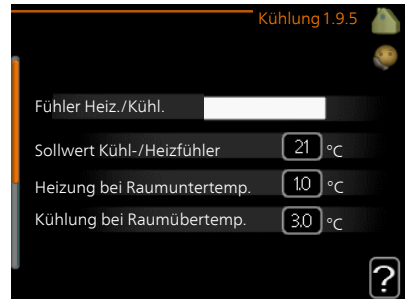 Kühlung 1.9.5
Fühler Heiz./Kühl.
Sollwert Kühl-/Heizfühler 21 °C
Heizung bei Raumuntertemp. 1.0 °C
Kühlung bei Raumübertemp. 3.0 °C
?